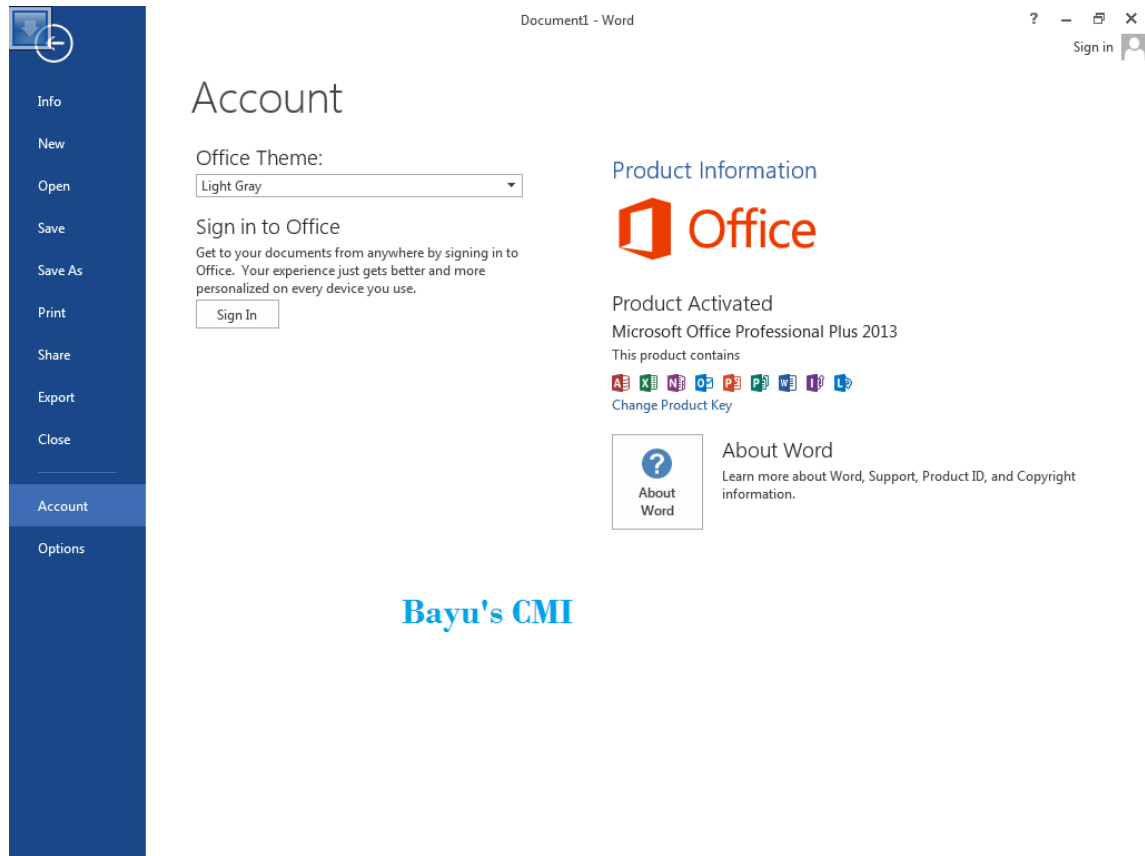 Document1 - Word
?
Sign in
Info
New
Open
Save
Save As
Print
Share
Export
Close
Account
Options
Account
Office Theme:
Light Gray
Sign in to Office
Get to your documents from anywhere by signing in to
Office.  Your experience just gets better and more
personalized on every device you use.
Sign In
Product Information
Office
Product Activated
Microsoft Office Professional Plus 2013
This product contains
A X N O P P W I L
Change Product Key
?
About
Word
About Word
Learn more about Word, Support, Product ID, and Copyright
information.
Bayu's CMI